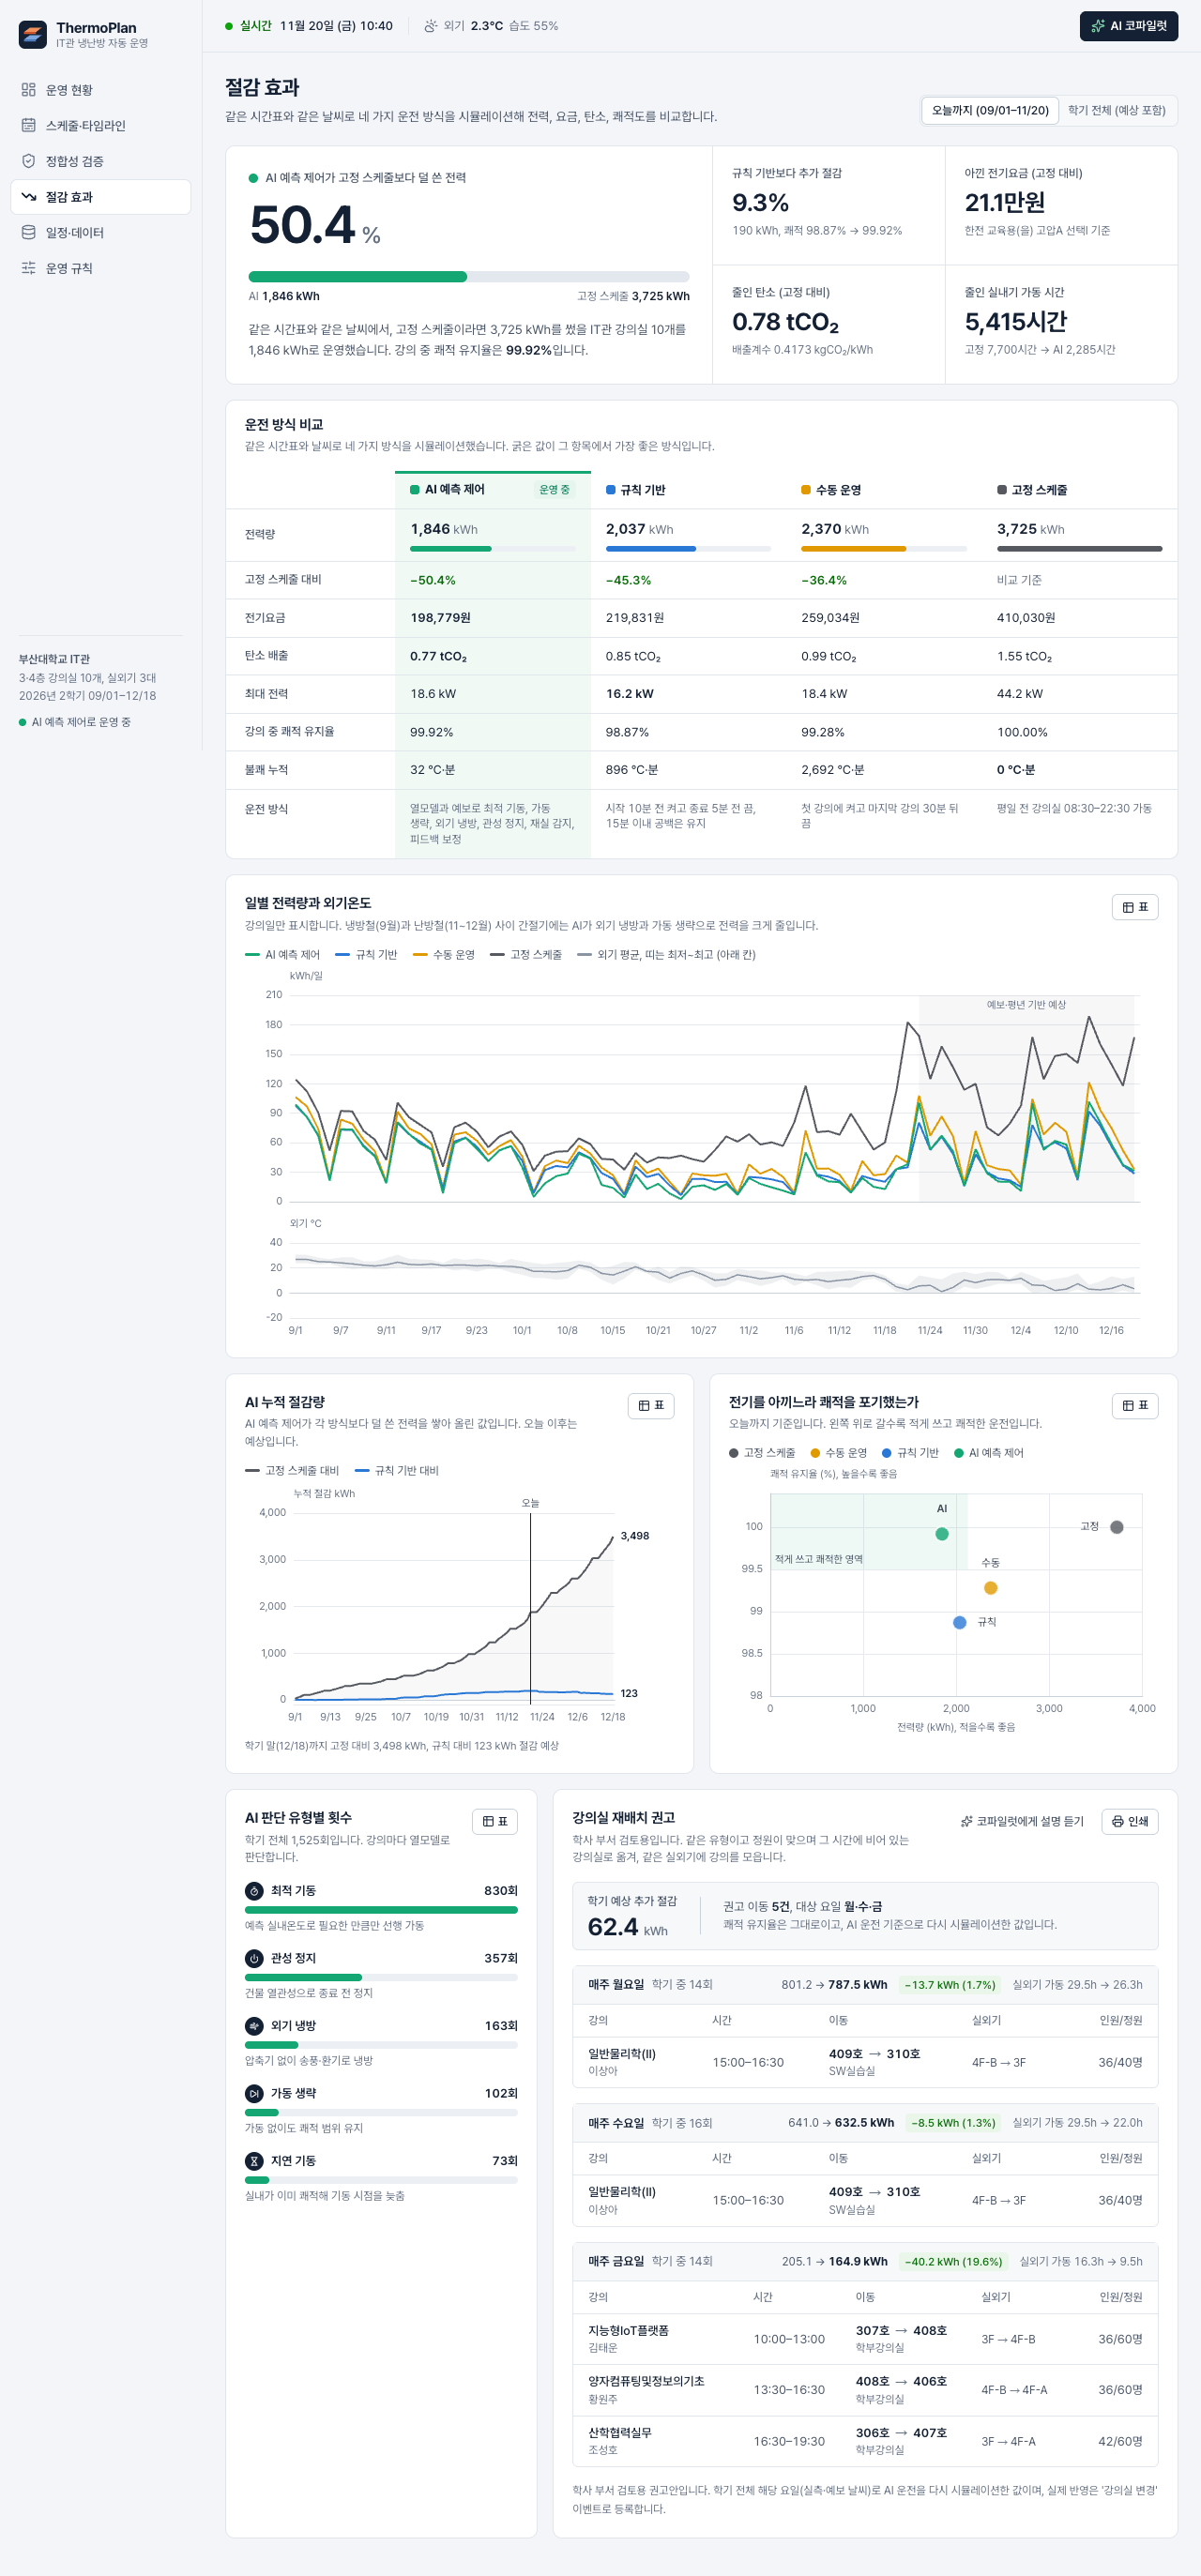 ThermoPlan
IT관 냉난방 자동 운영
운영 현황
스케줄·타임라인
정합성 검증
절감 효과
일정·데이터
운영 규칙
부산대학교 IT관
3·4층 강의실 10개, 실외기 3대
2026년 2학기 09/01–12/18
AI 예측 제어로 운영 중
실시간 11월 20일 (금) 10:40 외기 2.3°C 습도 55%
AI 코파일럿
절감 효과
같은 시간표와 같은 날씨로 네 가지 운전 방식을 시뮬레이션해 전력, 요금, 탄소, 쾌적도를 비교합니다.
오늘까지 (09/01–11/20) 학기 전체 (예상 포함)
AI 예측 제어가 고정 스케줄보다 덜 쓴 전력
50.4 %
AI 1,846 kWh 고정 스케줄 3,725 kWh
같은 시간표와 같은 날씨에서, 고정 스케줄이라면 3,725 kWh를 썼을 IT관 강의실 10개를
1,846 kWh로 운영했습니다. 강의 중 쾌적 유지율은 99.92%입니다.
규칙 기반보다 추가 절감
9.3%
190 kWh, 쾌적 98.87% → 99.92%
아낀 전기요금 (고정 대비)
21.1만원
한전 교육용(을) 고압A 선택I 기준
줄인 탄소 (고정 대비)
0.78 tCO₂
배출계수 0.4173 kgCO₂/kWh
줄인 실내기 가동 시간
5,415시간
고정 7,700시간 → AI 2,285시간
운전 방식 비교
같은 시간표와 날씨로 네 가지 방식을 시뮬레이션했습니다. 굵은 값이 그 항목에서 가장 좋은 방식입니다.
AI 예측 제어 운영 중 규칙 기반 수동 운영 고정 스케줄
전력량 1,846 kWh 2,037 kWh 2,370 kWh 3,725 kWh
고정 스케줄 대비 −50.4% −45.3% −36.4% 비교 기준
전기요금 198,779원 219,831원 259,034원 410,030원
탄소 배출 0.77 tCO₂ 0.85 tCO₂ 0.99 tCO₂ 1.55 tCO₂
최대 전력 18.6 kW 16.2 kW 18.4 kW 44.2 kW
강의 중 쾌적 유지율 99.92% 98.87% 99.28% 100.00%
불쾌 누적 32 °C·분 896 °C·분 2,692 °C·분 0 °C·분
운전 방식
열모델과 예보로 최적 기동, 가동
생략, 외기 냉방, 관성 정지, 재실 감지,
피드백 보정
시작 10분 전 켜고 종료 5분 전 끔,
15분 이내 공백은 유지
첫 강의에 켜고 마지막 강의 30분 뒤
끔
평일 전 강의실 08:30–22:30 가동
일별 전력량과 외기온도
강의일만 표시합니다. 냉방철(9월)과 난방철(11–12월) 사이 간절기에는 AI가 외기 냉방과 가동 생략으로 전력을 크게 줄입니다.
표
AI 예측 제어 규칙 기반 수동 운영 고정 스케줄 외기 평균, 띠는 최저–최고 (아래 칸)
kWh/일
예보·평년 기반 예상
210
180
150
120
90
60
30
0
외기 °C
40
20
0
-20
9/1 9/7 9/11 9/17 9/23 10/1 10/8 10/15 10/21 10/27 11/2 11/6 11/12 11/18 11/24 11/30 12/4 12/10 12/16
AI 누적 절감량
AI 예측 제어가 각 방식보다 덜 쓴 전력을 쌓아 올린 값입니다. 오늘 이후는
예상입니다.
표
고정 스케줄 대비 규칙 기반 대비
누적 절감 kWh
오늘
4,000
3,000
2,000
1,000
0
3,498
123
9/1 9/13 9/25 10/7 10/19 10/31 11/12 11/24 12/6 12/18
학기 말(12/18)까지 고정 대비 3,498 kWh, 규칙 대비 123 kWh 절감 예상
전기를 아끼느라 쾌적을 포기했는가
오늘까지 기준입니다. 왼쪽 위로 갈수록 적게 쓰고 쾌적한 운전입니다.
표
고정 스케줄 수동 운영 규칙 기반 AI 예측 제어
쾌적 유지율 (%), 높을수록 좋음
100
99.5
99
98.5
98
AI
고정
적게 쓰고 쾌적한 영역
수동
규칙
0 1,000 2,000 3,000 4,000
전력량 (kWh), 적을수록 좋음
AI 판단 유형별 횟수
학기 전체 1,525회입니다. 강의마다 열모델로
판단합니다.
표
최적 기동 830회
예측 실내온도로 필요한 만큼만 선행 가동
관성 정지 357회
건물 열관성으로 종료 전 정지
외기 냉방 163회
압축기 없이 송풍·환기로 냉방
가동 생략 102회
가동 없이도 쾌적 범위 유지
지연 기동 73회
실내가 이미 쾌적해 기동 시점을 늦춤
강의실 재배치 권고
학사 부서 검토용입니다. 같은 유형이고 정원이 맞으며 그 시간에 비어 있는
강의실로 옮겨, 같은 실외기에 강의를 모읍니다.
코파일럿에게 설명 듣기
인쇄
학기 예상 추가 절감
62.4 kWh
권고 이동 5건, 대상 요일 월·수·금
쾌적 유지율은 그대로이고, AI 운전 기준으로 다시 시뮬레이션한 값입니다.
매주 월요일 학기 중 14회 801.2 → 787.5 kWh −13.7 kWh (1.7%) 실외기 가동 29.5h → 26.3h
강의 시간 이동 실외기 인원/정원
일반물리학(II) 15:00–16:30 409호 → 310호 4F-B → 3F 36/40명
이상아 SW실습실
매주 수요일 학기 중 16회 641.0 → 632.5 kWh −8.5 kWh (1.3%) 실외기 가동 29.5h → 22.0h
강의 시간 이동 실외기 인원/정원
일반물리학(II) 15:00–16:30 409호 → 310호 4F-B → 3F 36/40명
이상아 SW실습실
매주 금요일 학기 중 14회 205.1 → 164.9 kWh −40.2 kWh (19.6%) 실외기 가동 16.3h → 9.5h
강의 시간 이동 실외기 인원/정원
지능형IoT플랫폼 10:00–13:00 307호 → 408호 3F → 4F-B 36/60명
김태운 학부강의실
양자컴퓨팅및정보의기초 13:30–16:30 408호 → 406호 4F-B → 4F-A 36/60명
황원주 학부강의실
산학협력실무 16:30–19:30 306호 → 407호 3F → 4F-A 42/60명
조성호 학부강의실
학사 부서 검토용 권고안입니다. 학기 전체 해당 요일(실측·예보 날씨)로 AI 운전을 다시 시뮬레이션한 값이며, 실제 반영은 '강의실 변경'
이벤트로 등록합니다.